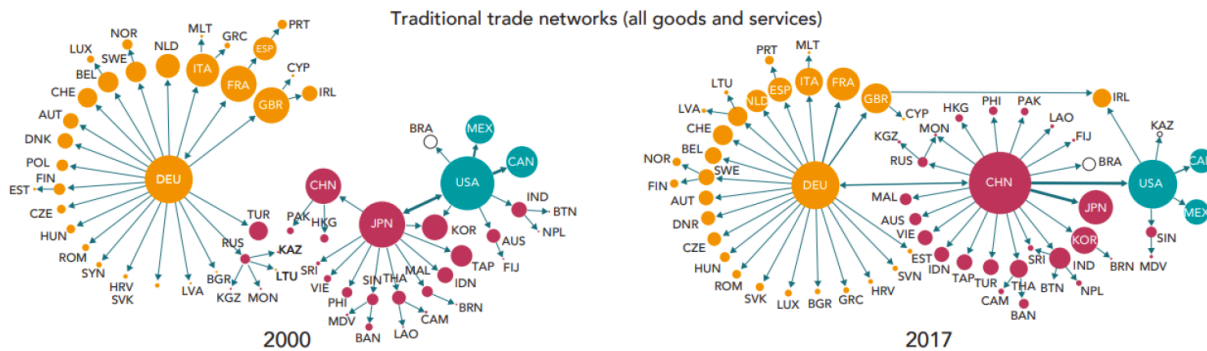 Traditional trade networks (all goods and services)
MLT
GRC
PRT
NOR
NLD
ESP
LUX
SWE
ITA
BEL
FRA
CYP
CHE
GBR
IRL
AUT
DNK
POL
DEU
FIN
EST
CZE
TUR
HUN
RUS
KAZ
ROM
LTU
SYN
BGR
HRV
SVK
LVA
KGZ
MON
BRA
MEX
CAN
USA
CHN
PAK
HKG
JPN
KOR
IND
BTN
NPL
AUS
FIJ
SRI
TAP
VIE
SIN
THA
MAL
IDN
PHI
MDV
BRN
BAN
LAO
CAM
2000
PRT
MLT
LTU
ESP
ITA
FRA
NLD
GBR
IRL
LVA
CYP
CHE
BEL
NOR
SWE
FIN
DEU
AUT
DNR
CZE
HUN
ROM
SVK
LUX
BGR
GRC
HRV
SVN
HKG
PHI
PAK
MON
LAO
KGZ
FIJ
RUS
BRA
KAZ
CHN
USA
CAN
MAL
JPN
MEX
AUS
VIE
KOR
SIN
EST
SRI
IDN
IND
BRN
MDV
TAP
TUR
THA
BTN
NPL
CAM
BAN
2017